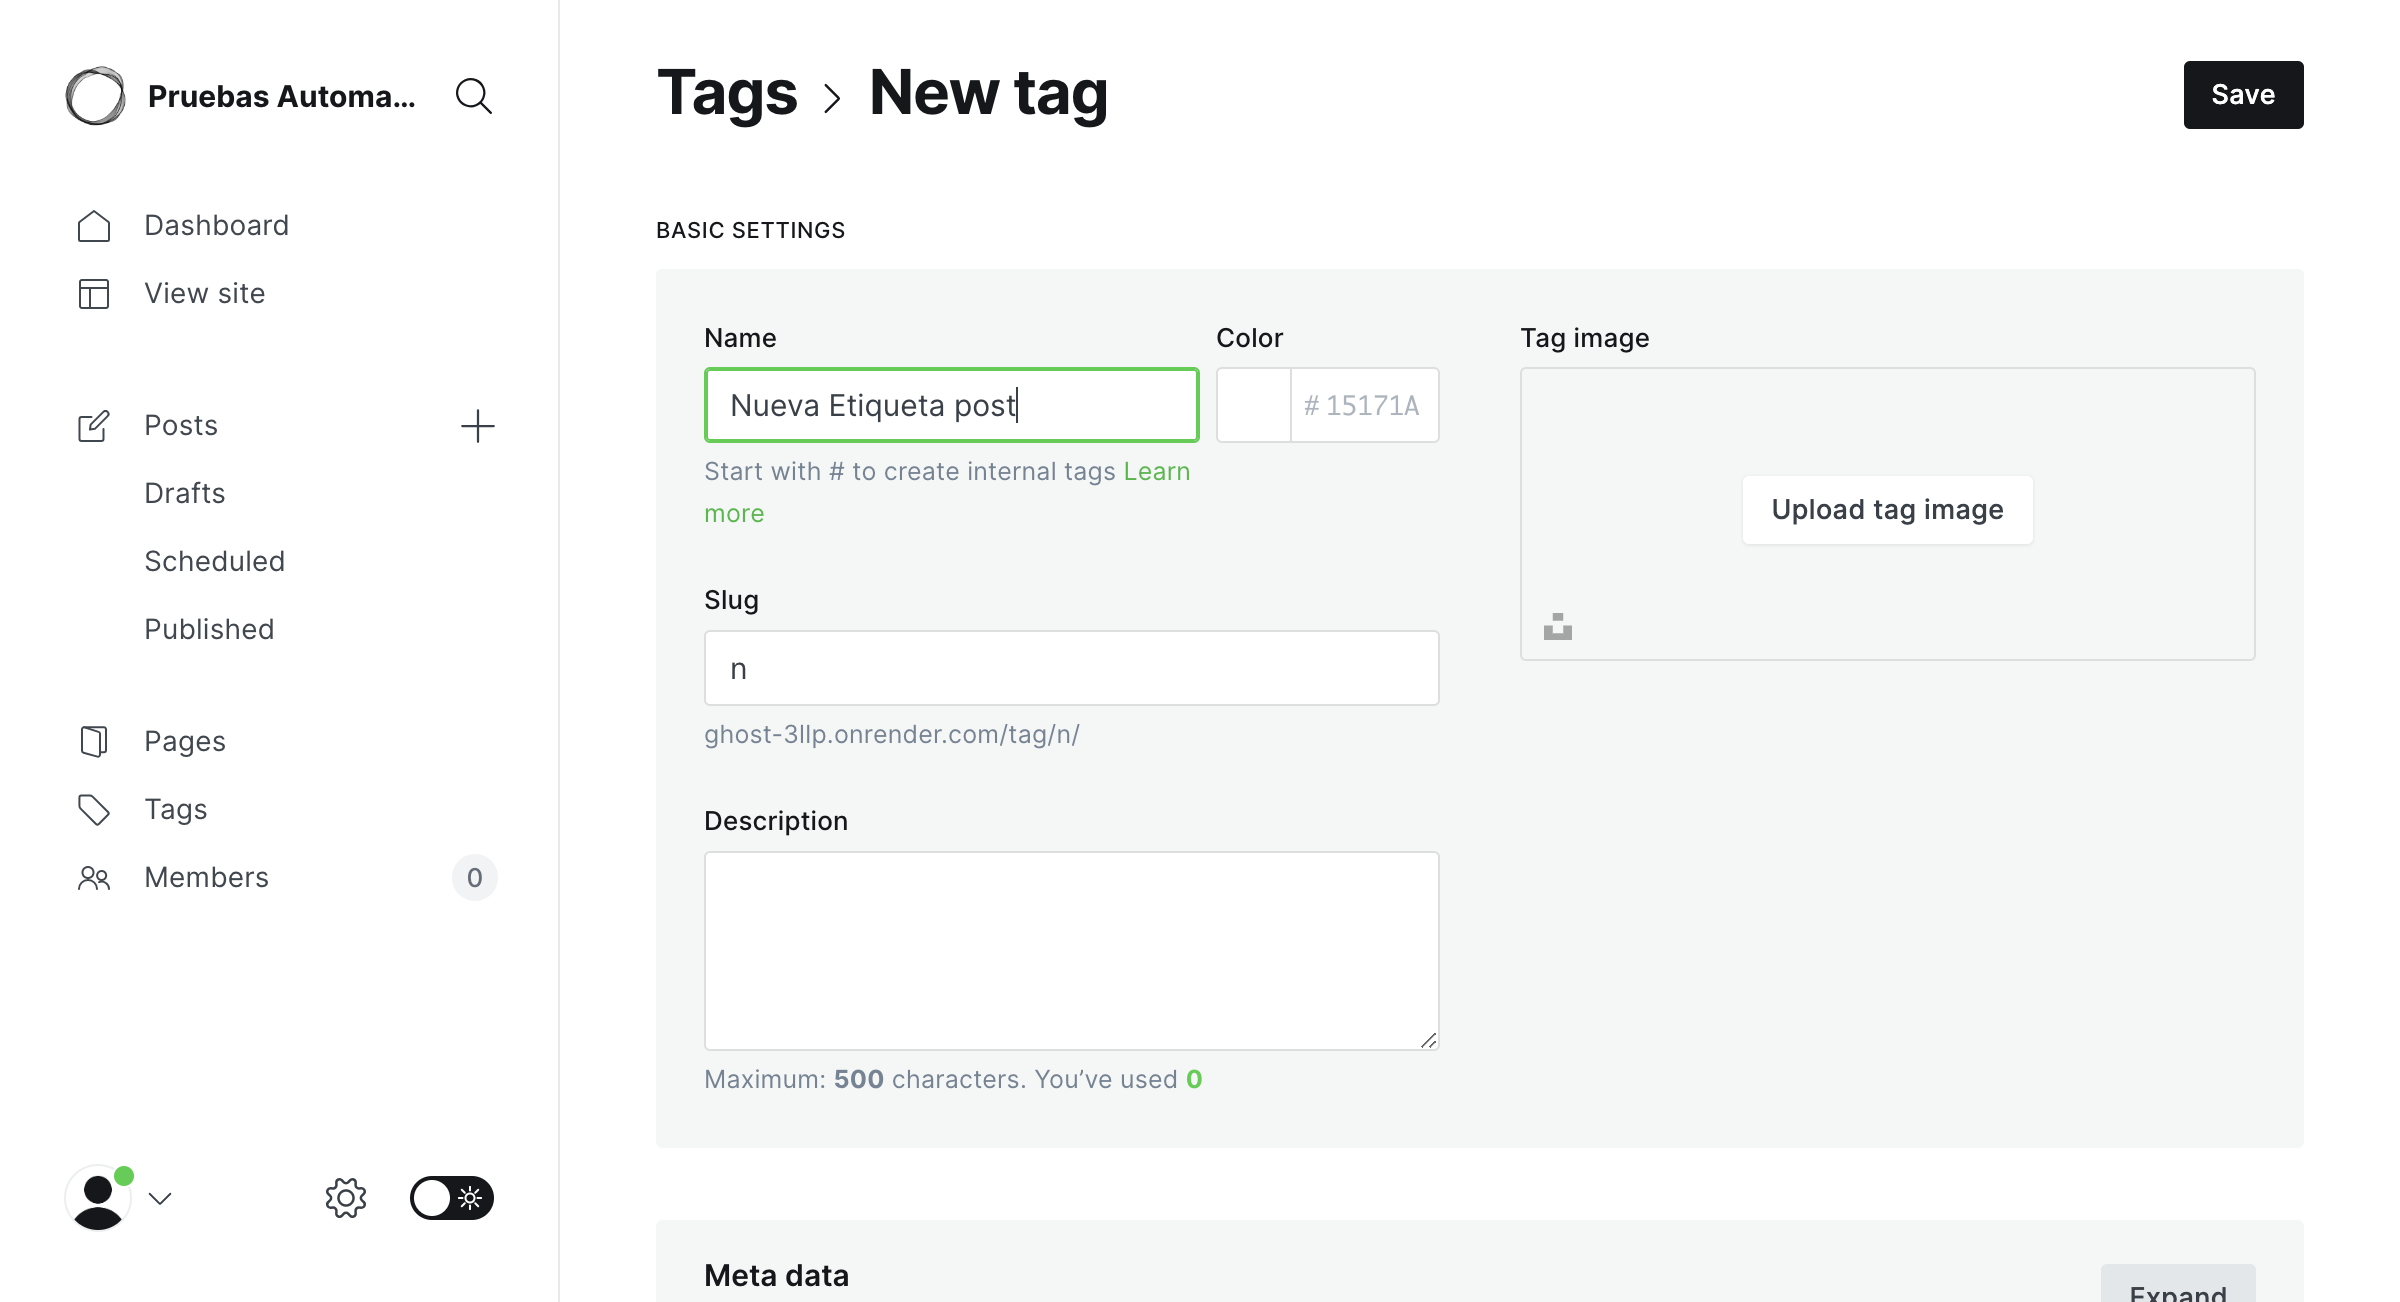 Pruebas Automa...
Dashboard
View site
Posts
Drafts
Scheduled
Published
Pages
Tags
Members 0
Tags > New tag
Save
BASIC SETTINGS
Name
Nueva Etiqueta post
Start with # to create internal tags Learn
more
Color
# 15171A
Slug
n
ghost-3llp.onrender.com/tag/n/
Description
Maximum: 500 characters. You’ve used 0
Tag image
Upload tag image
Meta data
Expand